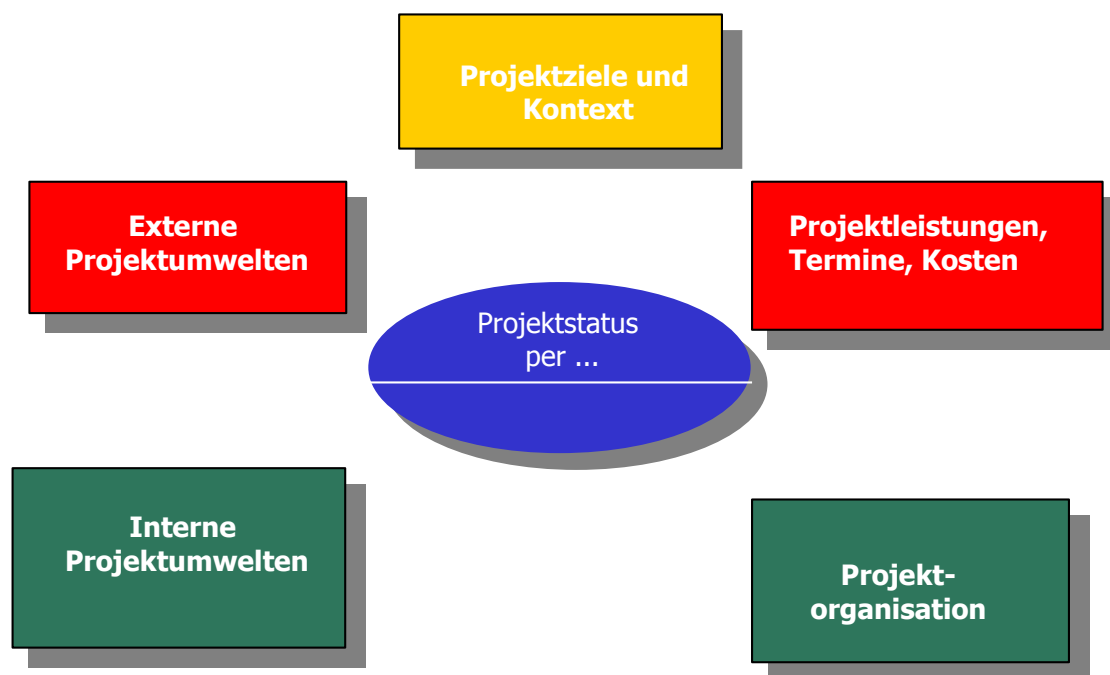 Projektziele und
Kontext
Externe
Projektumwelten
Projektleistungen,
Termine, Kosten
Projektstatus
per ...
Interne
Projektumwelten
Projekt-
organisation